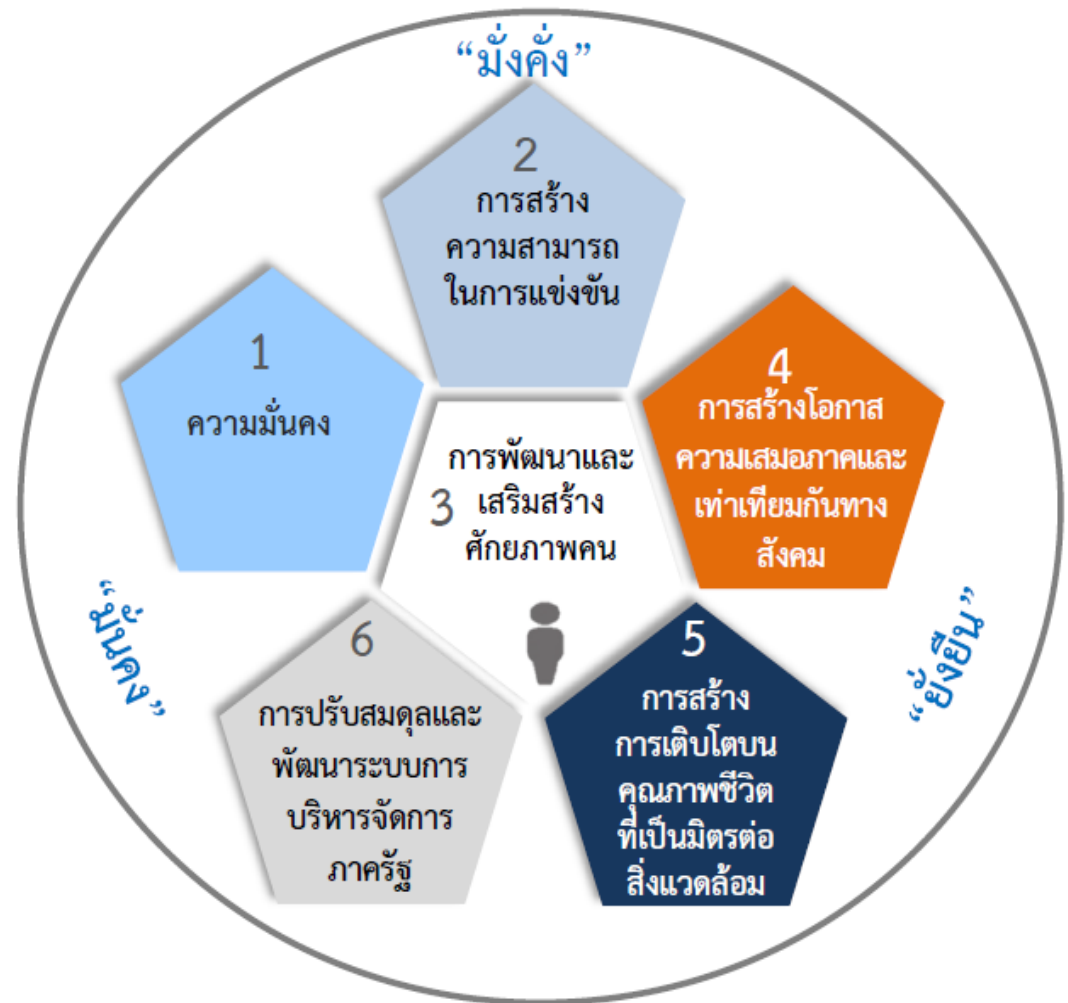 “มั่งคั่ง”
2
การสร้าง
ความสามารถ
ในการแข่งขัน
1
ความมั่นคง
4
การสร้างโอกาส
ความเสมอภาคและ
เท่าเทียมกันทาง
สังคม
การพัฒนาและ
3 เสริมสร้าง
ศักยภาพคน
“มั่นคง”
“ยั่งยืน”
6
การปรับสมดุลและ
พัฒนาระบบการ
บริหารจัดการ
ภาครัฐ
5
การสร้าง
การเติบโตบน
คุณภาพชีวิต
ที่เป็นมิตรต่อ
สิ่งแวดล้อม